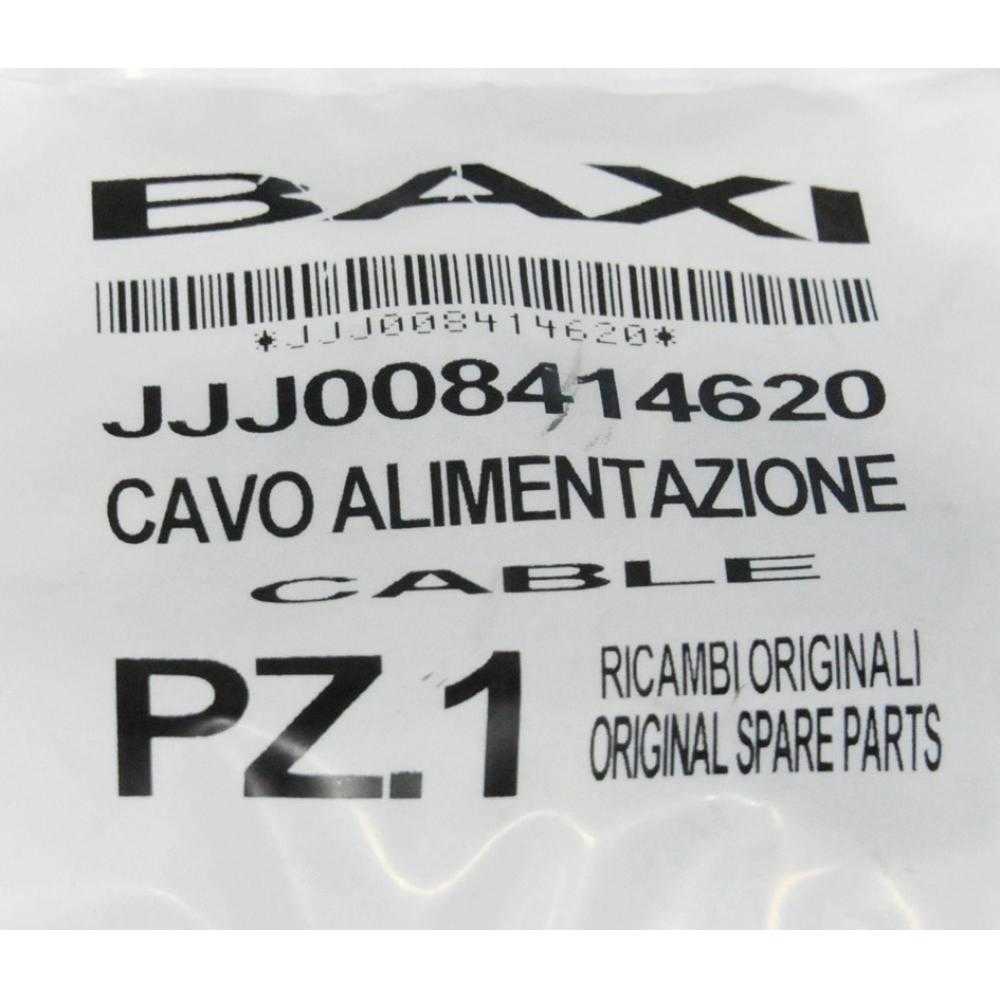 BAXI
*JJJ008414620*
JJJ008414620
CAVO ALIMENTAZIONE
CABLE
PZ.1
RICAMBI ORIGINALI
ORIGINAL SPARE PARTS